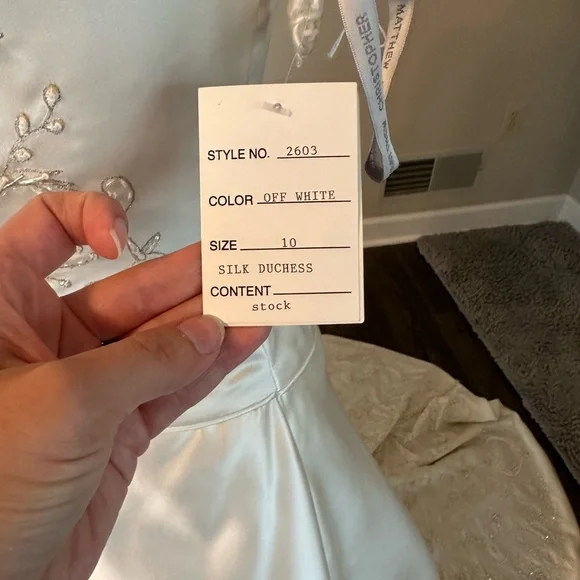 MATTHEW
CHRISTOPHER
STYLE NO. 2603
COLOR OFF WHITE
SIZE 10
SILK DUCHESS
CONTENT
stock